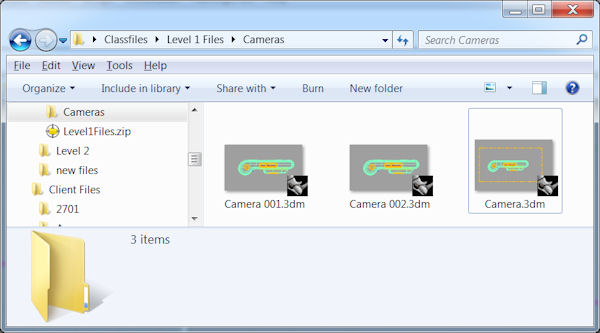 Classfiles Level 1 Files Cameras Search Cameras
File Edit View Tools Help
Organize Include in library Share with Burn New folder
Cameras
Level1Files.zip
Level 2
new files
Client Files
2701
Camera 001.3dm Camera 002.3dm Camera.3dm
3 items